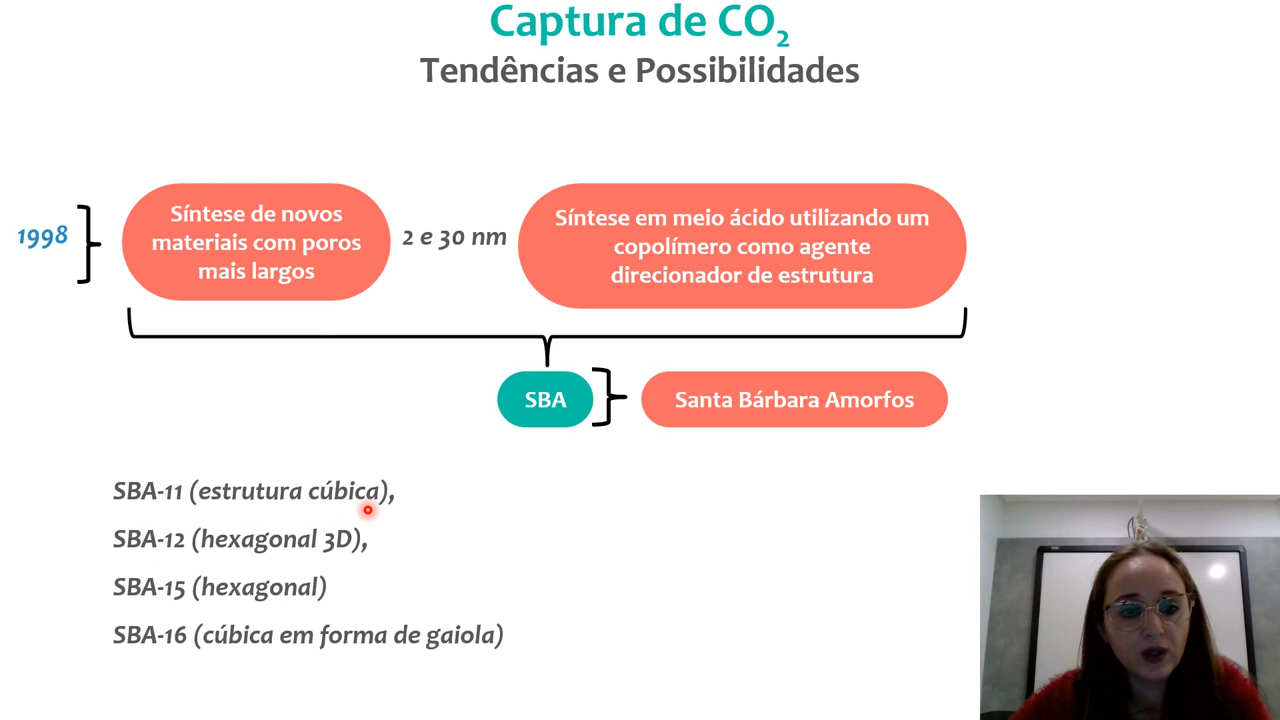 Captura de CO₂
Tendências e Possibilidades
1998
Síntese de novos
materiais com poros
mais largos
2 e 30 nm
Síntese em meio ácido utilizando um
copolímero como agente
direcionador de estrutura
SBA
Santa Bárbara Amorfos
SBA-11 (estrutura cúbica),
SBA-12 (hexagonal 3D),
SBA-15 (hexagonal)
SBA-16 (cúbica em forma de gaiola)